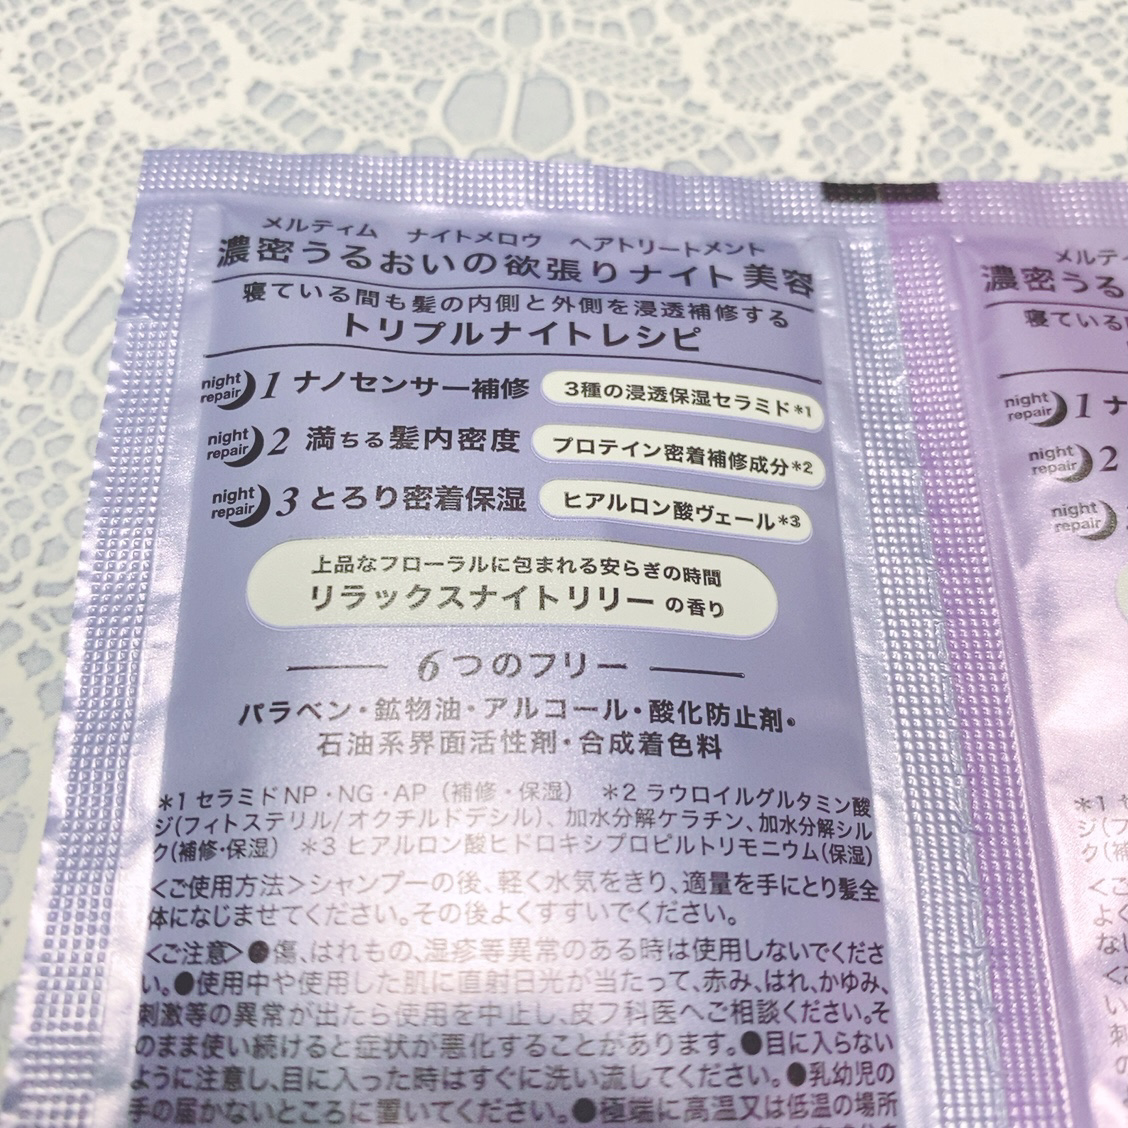 メルティム ナイトメロウ ヘアトリートメント
濃密うるおいの欲張りナイト美容
寝ている間も髪の内側と外側を浸透補修する
トリプルナイトレシピ
night repair 1 ナノセンサー補修 3種の浸透保湿セラミド*1
night repair 2 満ちる髪内密度 プロテイン密着補修成分*2
night repair 3 とろり密着保湿 ヒアルロン酸ヴェール*3
上品なフローラルに包まれる安らぎの時間
リラックスナイトリリー の香り
6つのフリー
パラベン・鉱物油・アルコール・酸化防止剤・
石油系界面活性剤・合成着色料
*1 セラミドNP・NG・AP（補修・保湿） *2 ラウロイルグルタミン酸
ジ(フィトステリル/オクチルドデシル)、加水分解ケラチン、加水分解シル
ク(補修・保湿) *3 ヒアルロン酸ヒドロキシプロピルトリモニウム(保湿)
<ご使用方法>シャンプーの後、軽く水気をきり、適量を手にとり髪全
体になじませてください。その後よくすすいでください。
<ご注意>●傷、はれもの、湿疹等異常のある時は使用しないでくださ
い。●使用中や使用した肌に直射日光が当たって、赤み、はれ、かゆみ、
刺激等の異常が出たら使用を中止し、皮フ科医へご相談ください。そ
のまま使い続けると症状が悪化することがあります。●目に入らない
ように注意し、目に入った時はすぐに洗い流してください。●乳幼児の
手の届かないところに置いてください。●極端に高温又は低温の場所
メルティ
濃密うる
寝ている
night repair 1 ナ
night repair 2
night repair
*1
ジ(フ
ク(補
<ご
よく
ない
<ご
い
刺
の